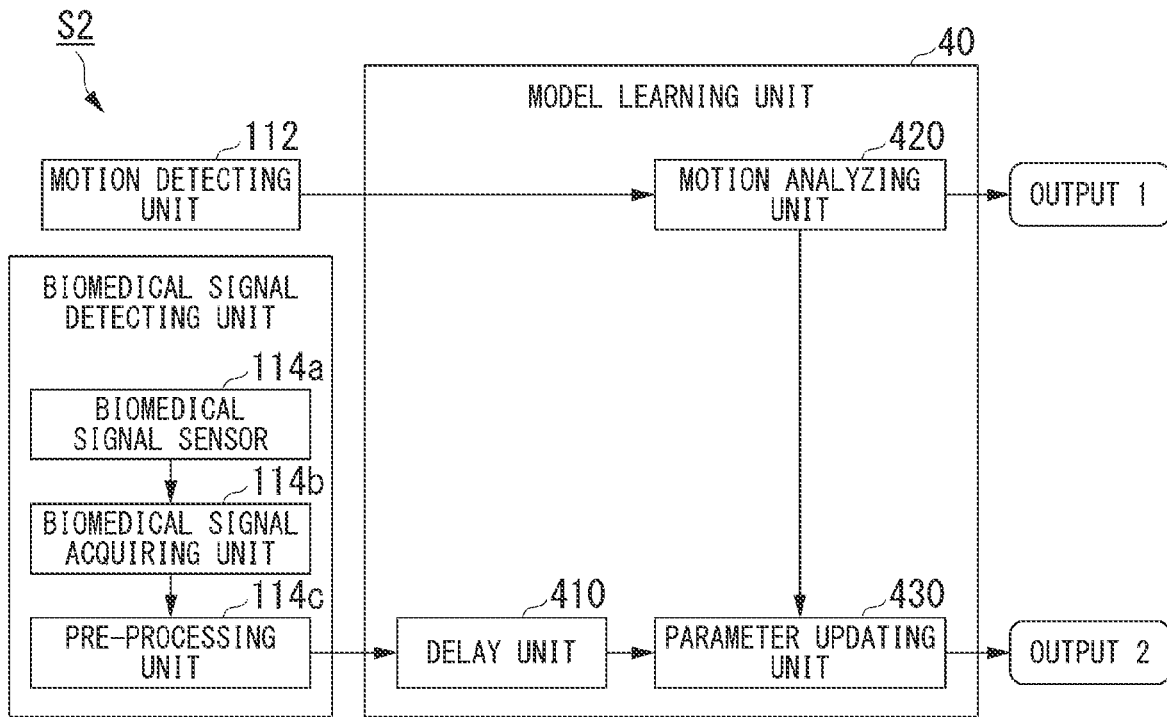 S2
40
MODEL LEARNING UNIT
112
MOTION DETECTING
UNIT
420
MOTION ANALYZING
UNIT
OUTPUT 1
BIOMEDICAL SIGNAL
DETECTING UNIT
114a
BIOMEDICAL
SIGNAL SENSOR
114b
BIOMEDICAL SIGNAL
ACQUIRING UNIT
114c
PRE-PROCESSING
UNIT
410
DELAY UNIT
430
PARAMETER UPDATING
UNIT
OUTPUT 2